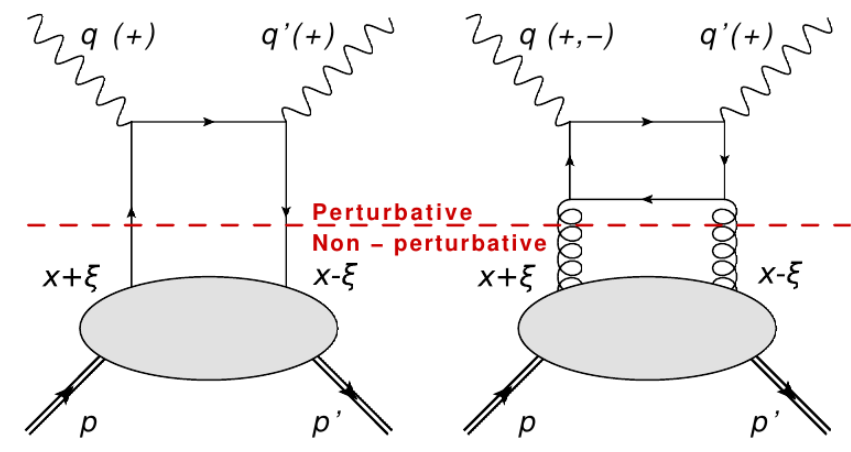 q (+) q’(+) q (+,−) q’(+)
Perturbative
Non − perturbative
x+ξ x-ξ x+ξ x-ξ
p p’ p p’